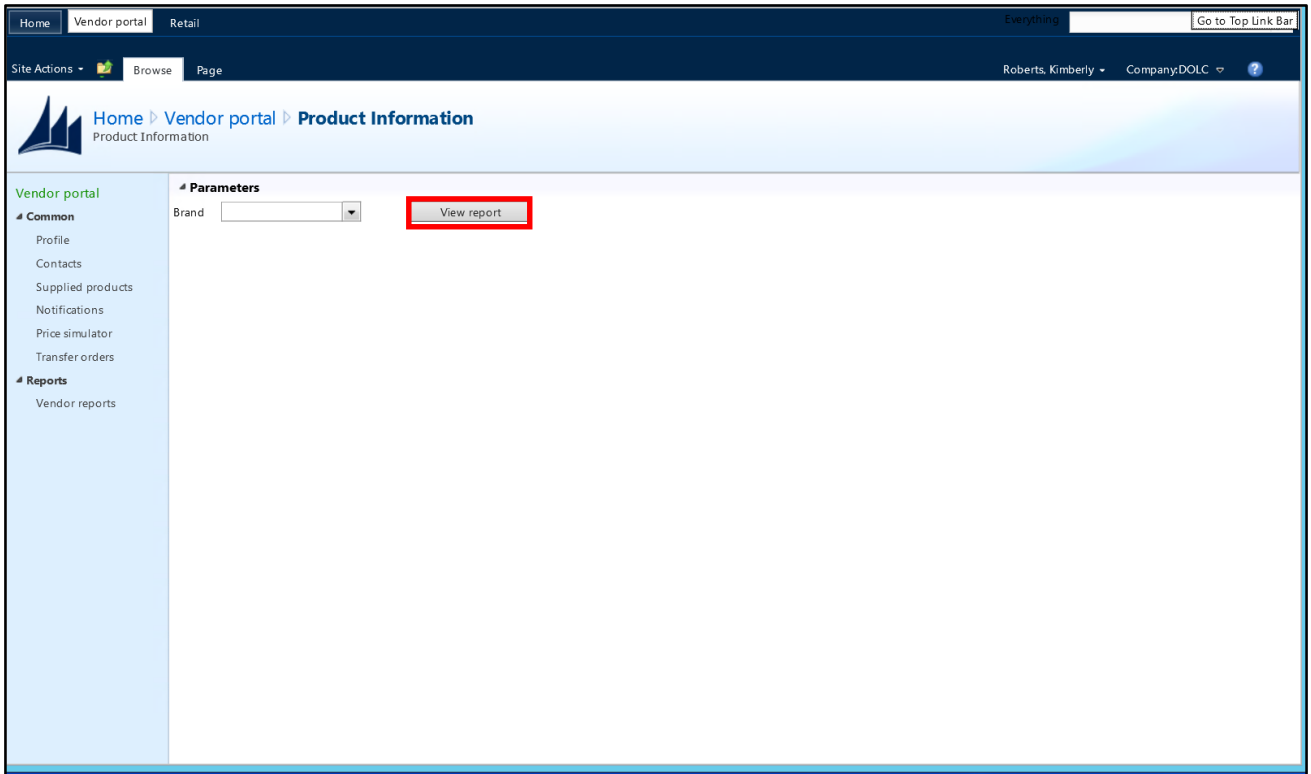 Home Vendor portal Retail Everything Go to Top Link Bar
Site Actions Browse Page Roberts, Kimberly Company:DOLC ?
Home Vendor portal Product Information
Product Information
Vendor portal
Common
Profile
Contacts
Supplied products
Notifications
Price simulator
Transfer orders
Reports
Vendor reports
Parameters
Brand View report